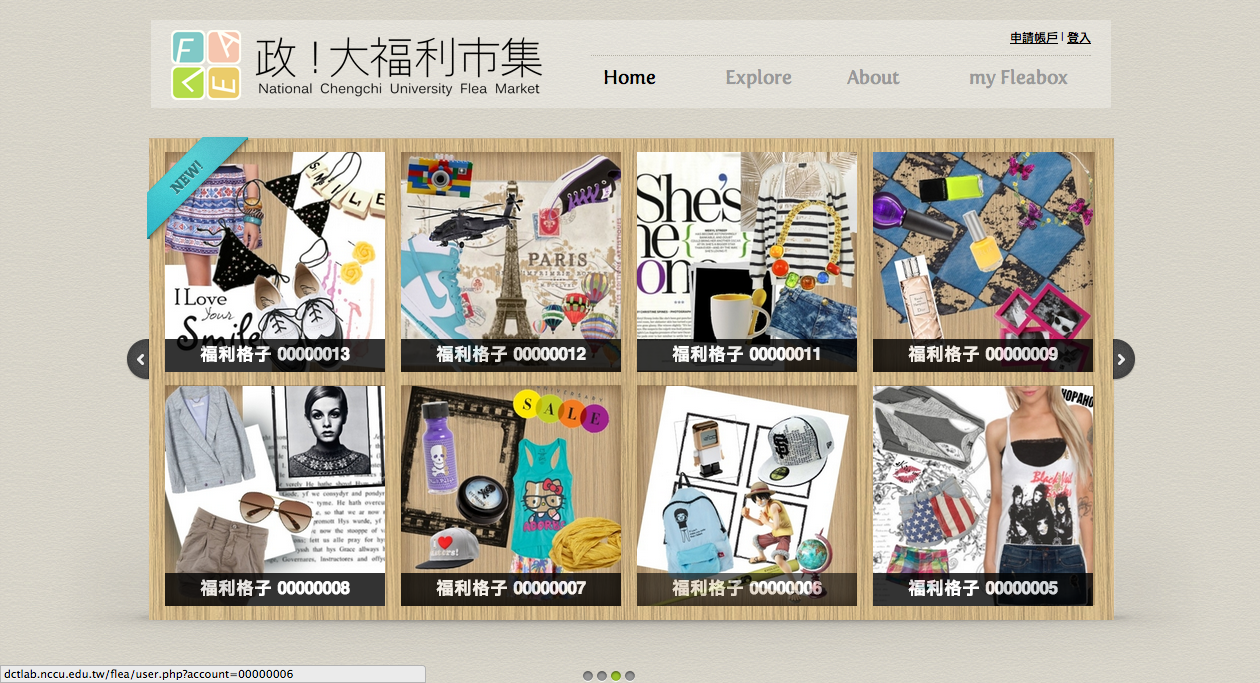 FLEA
政!大福利市集
National Chengchi University Flea Market
申請帳戶 | 登入
Home
Explore
About
my Fleabox
NEW!
SMILE
I Love
Your
Smile
福利格子 00000013
PARIS
福利格子 00000012
She's
he
on
福利格子 00000011
福利格子 00000009
福利格子 00000008
SALE
福利格子 00000007
福利格子 00000006
福利格子 00000005
dctlab.nccu.edu.tw/flea/user.php?account=00000006